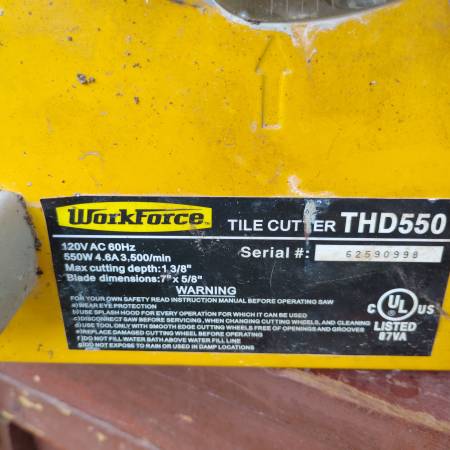 WORKFORCE TILE CUTTER THD550
120V AC 60Hz Serial #: 62590998
550W 4.6A 3,500/min
Max cutting depth:1 3/8"
Blade dimensions:7" x 5/8"
WARNING
FOR YOUR OWN SAFETY READ INSTRUCTION MANUAL BEFORE OPERATING SAW
a) WEAR EYE PROTECTION
b) USE SPLASH HOOD FOR EVERY OPERATION FOR WHICH IT CAN BE USED
c) DISCONNECT SAW BEFORE SERVICING, WHEN CHANGING CUTTING WHEELS, AND CLEANING
d) USE TOOL ONLY WITH SMOOTH EDGE CUTTING WHEELS FREE OF OPENINGS AND GROOVES
e) REPLACE DAMAGED CUTTING WHEEL BEFORE OPERATING
f) DO NOT FILL WATER BATH ABOVE WATER FILL LINE
g) DO NOT EXPOSE TO RAIN OR USED IN DAMP LOCATIONS
C UL US
LISTED
87VA